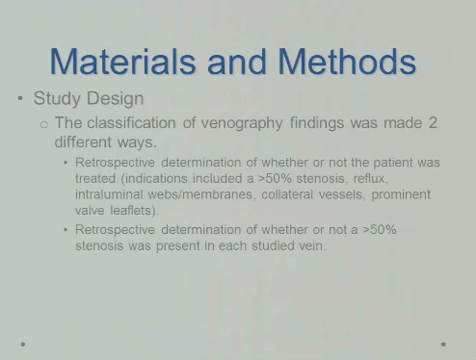 Materials and Methods
• Study Design
o The classification of venography findings was made 2
different ways.
• Retrospective determination of whether or not the patient was
treated (indications included a >50% stenosis, reflux,
intraluminal webs/membranes, collateral vessels, prominent
valve leaflets).
• Retrospective determination of whether or not a >50%
stenosis was present in each studied vein.